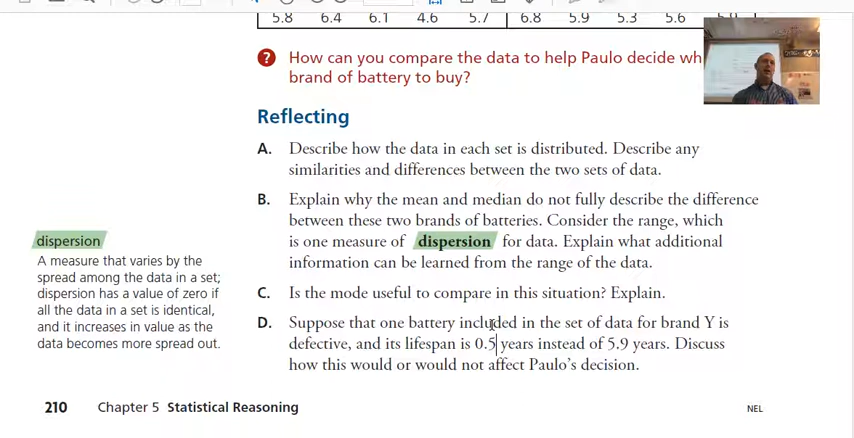 5.8 6.4 6.1 4.6 5.7 6.8 5.9 5.3 5.6
? How can you compare the data to help Paulo decide wh
brand of battery to buy?
Reflecting
A. Describe how the data in each set is distributed. Describe any
similarities and differences between the two sets of data.
B. Explain why the mean and median do not fully describe the difference
between these two brands of batteries. Consider the range, which
is one measure of dispersion for data. Explain what additional
information can be learned from the range of the data.
C. Is the mode useful to compare in this situation? Explain.
D. Suppose that one battery included in the set of data for brand Y is
defective, and its lifespan is 0.5 years instead of 5.9 years. Discuss
how this would or would not affect Paulo's decision.
dispersion
A measure that varies by the
spread among the data in a set;
dispersion has a value of zero if
all the data in a set is identical,
and it increases in value as the
data becomes more spread out.
210 Chapter 5 Statistical Reasoning
NEL